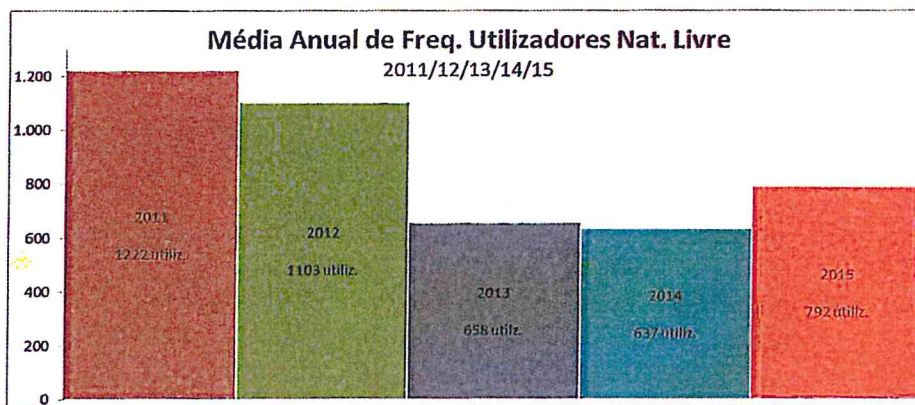 Média Anual de Freq. Utilizadores Nat. Livre
2011/12/13/14/15
1.200
1.000
800
600
400
200
0
2011
1222 utiliz.
2012
1103 utiliz.
2013
658 utiliz.
2014
637 utiliz.
2015
792 utiliz.